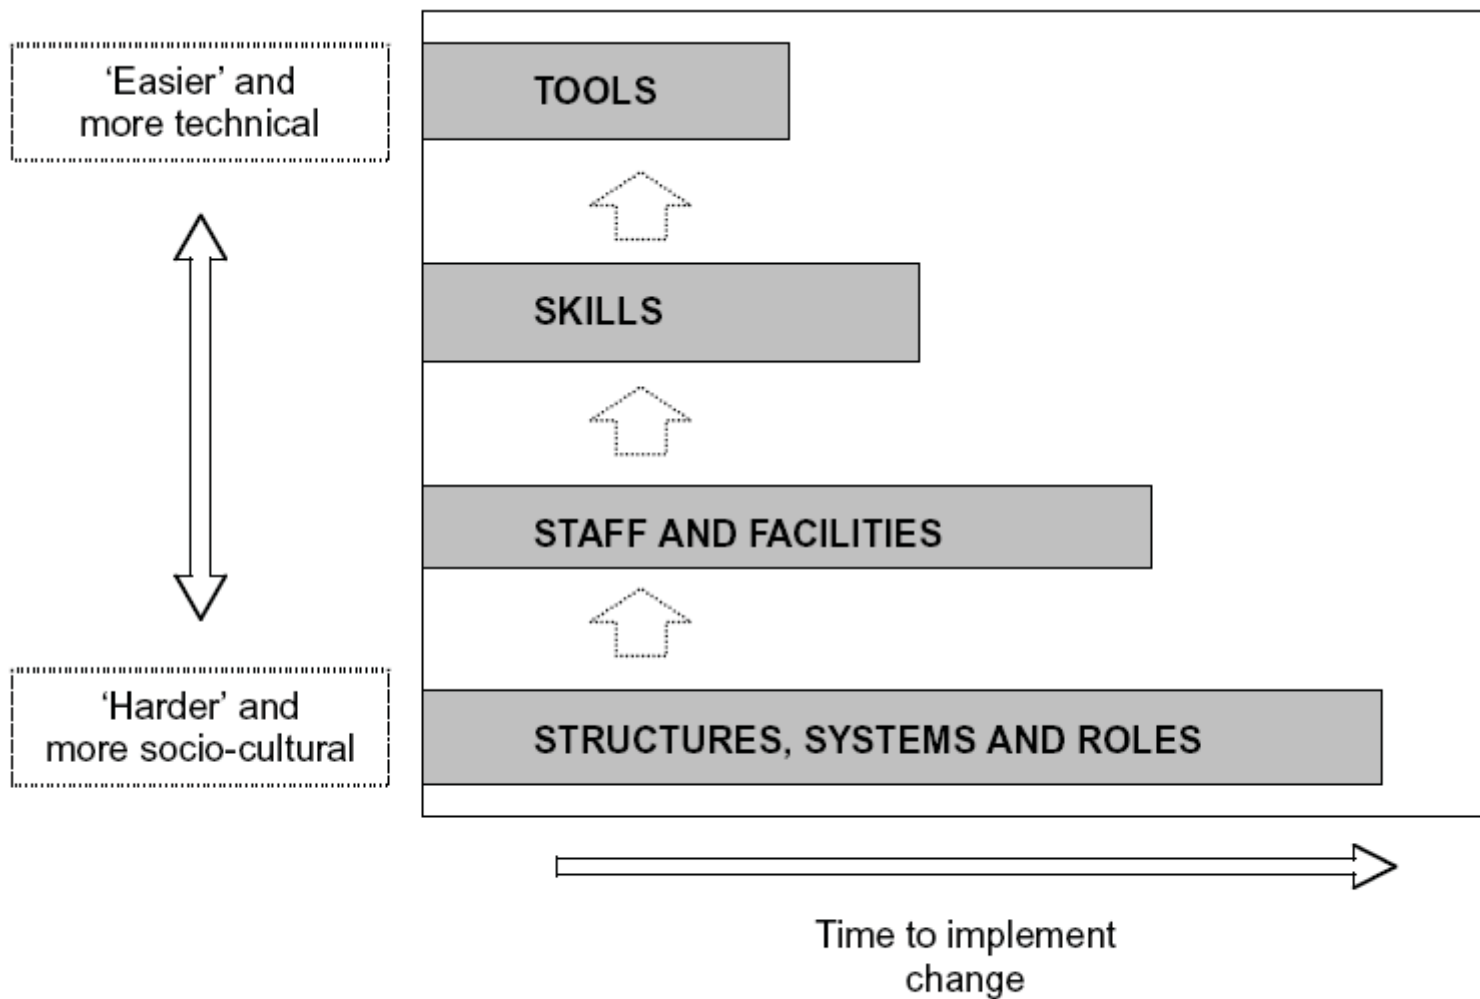 ‘Easier’ and
more technical
TOOLS
SKILLS
STAFF AND FACILITIES
‘Harder’ and
more socio-cultural
STRUCTURES, SYSTEMS AND ROLES
Time to implement
change